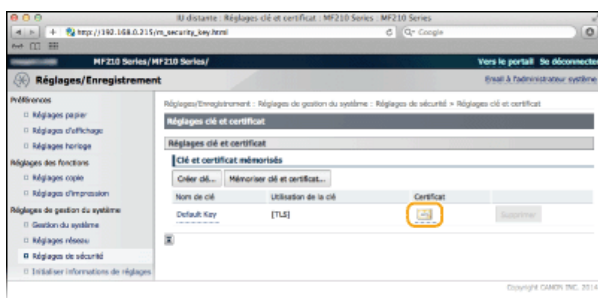 IU distante : Réglages clé et certificat : MF210 Series : MF210 Series
http://192.168.0.215/m_security_key.html
Google
MF210 Series/MF210 Series/
Vers le portail Se déconnecter
Réglages/Enregistrement
Email à l'administrateur système
Préférences
Réglages papier
Réglages d'affichage
Réglages horloge
Réglages des fonctions
Réglages copie
Réglages d'impression
Réglages de gestion du système
Gestion du système
Réglages réseau
Réglages de sécurité
Initialiser informations de réglages
Réglages/Enregistrement : Réglages de gestion du système : Réglages de sécurité > Réglages clé et certificat
Réglages clé et certificat
Réglages clé et certificat
Clé et certificat mémorisés
Créer clé... Mémoriser clé et certificat...
Nom de clé Utilisation de la clé Certificat
Default Key [TLS] Supprimer
Copyright CANON INC. 2014